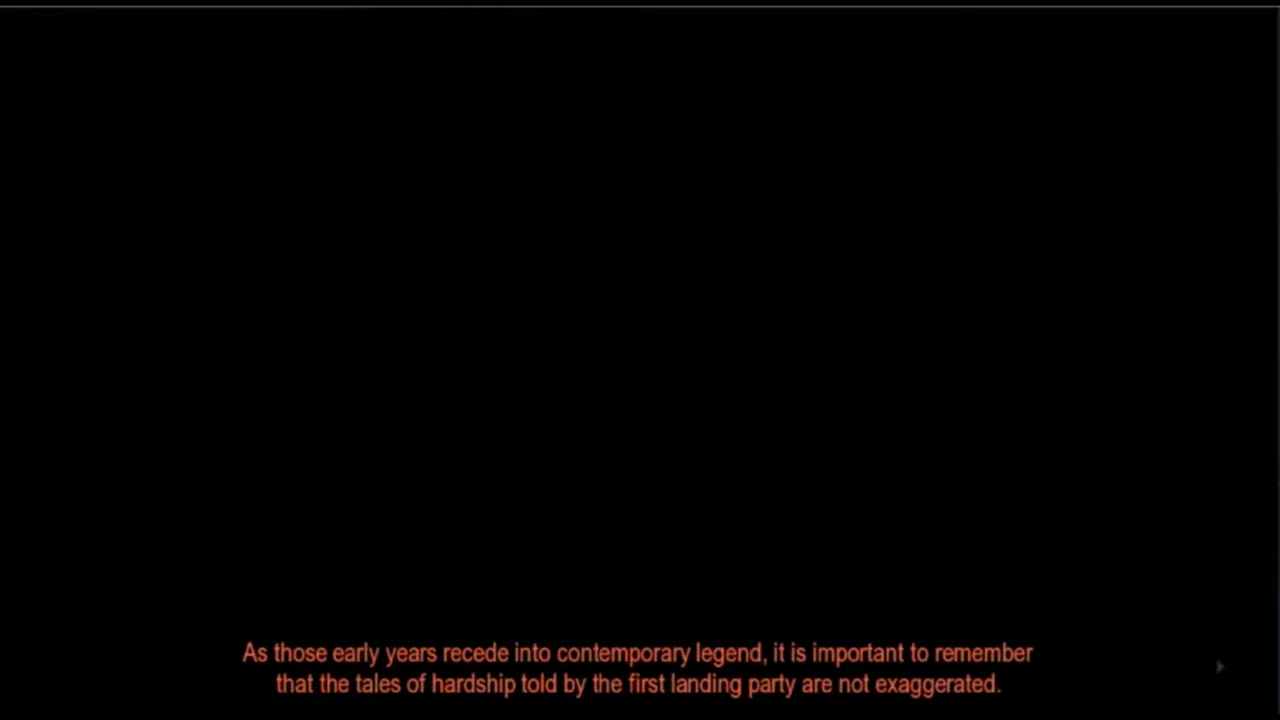 As those early years recede into contemporary legend, it is important to remember
that the tales of hardship told by the first landing party are not exaggerated.